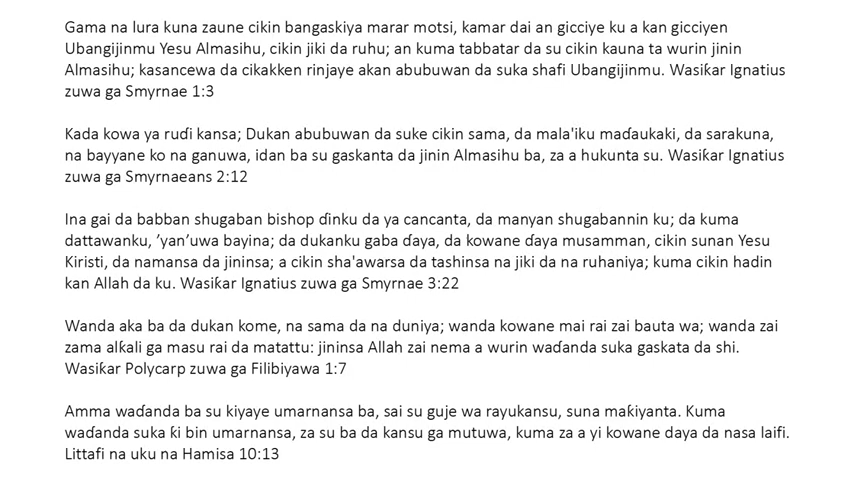 Gama na lura kuna zaune cikin bangaskiya marar motsi, kamar dai an gicciye ku a kan gicciyen
Ubangijinmu Yesu Almasihu, cikin jiki da ruhu; an kuma tabbatar da su cikin kauna ta wurin jinin
Almasihu; kasancewa da cikakken rinjaye akan abubuwan da suka shafi Ubangijinmu. Wasiƙar Ignatius
zuwa ga Smyrnae 1:3
Kada kowa ya ruɗi kansa; Dukan abubuwan da suke cikin sama, da mala'iku maɗaukaki, da sarakuna,
na bayyane ko na ganuwa, idan ba su gaskanta da jinin Almasihu ba, za a hukunta su. Wasiƙar Ignatius
zuwa ga Smyrnaeans 2:12
Ina gai da babban shugaban bishop ɗinku da ya cancanta, da manyan shugabannin ku; da kuma
dattawanku, ’yan’uwa bayina; da dukanku gaba ɗaya, da kowane ɗaya musamman, cikin sunan Yesu
Kiristi, da namansa da jininsa; a cikin sha'awarsa da tashinsa na jiki da na ruhaniya; kuma cikin hadin
kan Allah da ku. Wasiƙar Ignatius zuwa ga Smyrnae 3:22
Wanda aka ba da dukan kome, na sama da na duniya; wanda kowane mai rai zai bauta wa; wanda zai
zama alƙali ga masu rai da matattu: jininsa Allah zai nema a wurin waɗanda suka gaskata da shi.
Wasiƙar Polycarp zuwa ga Filibiyawa 1:7
Amma waɗanda ba su kiyaye umarnansa ba, sai su guje wa rayukansu, suna maƙiyanta. Kuma
waɗanda suka ƙi bin umarnansa, za su ba da kansu ga mutuwa, kuma za a yi kowane daya da nasa laifi.
Littafi na uku na Hamisa 10:13